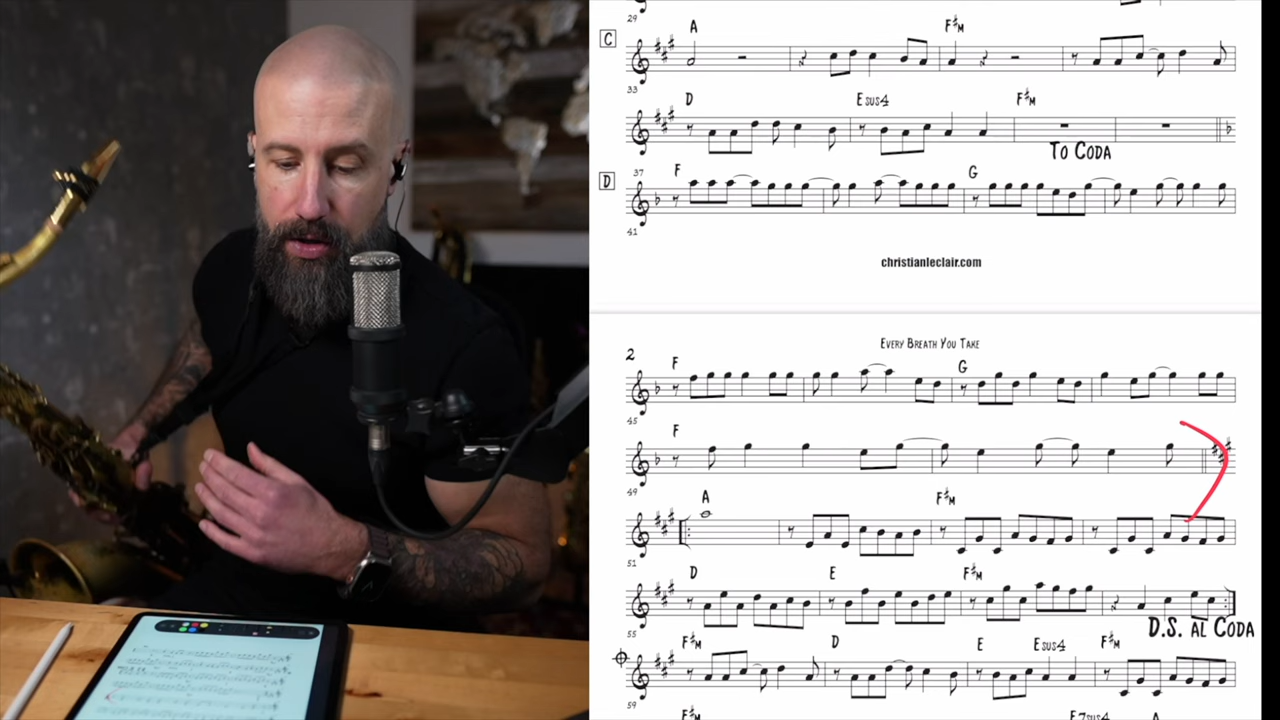 29
C A F#M
33
D ESUS4 F#M
TO CODA
D 37 F G
41
christianleclair.com
EVERY BREATH YOU TAKE
2 F G
45
F
49
A F#M
51
D E F#M
D.S. AL CODA
55
F#M D E ESUS4 F#M
59
F#M E7SUS4 A